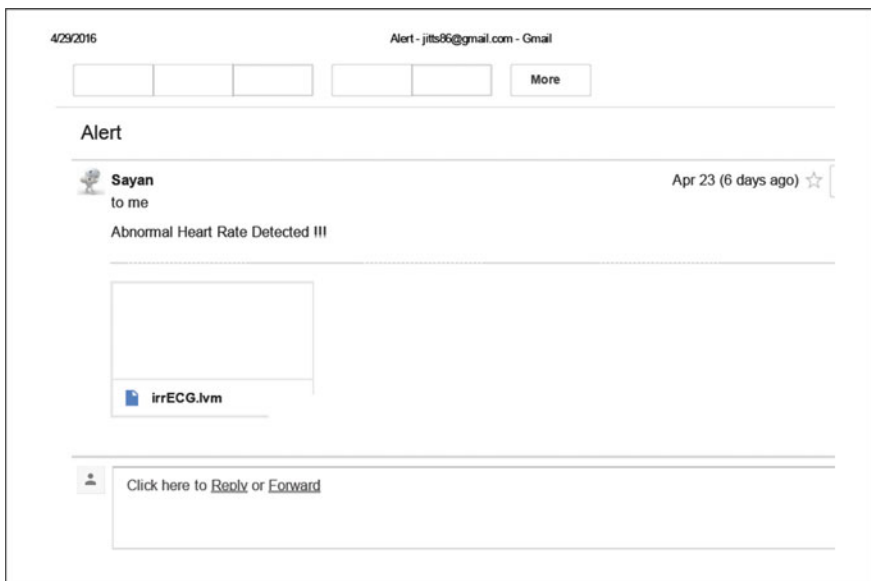 4/29/2016 Alert - jitts86@gmail.com - Gmail
More
Alert
Sayan Apr 23 (6 days ago)
to me
Abnormal Heart Rate Detected !!!
irrECG.lvm
Click here to Reply or Forward